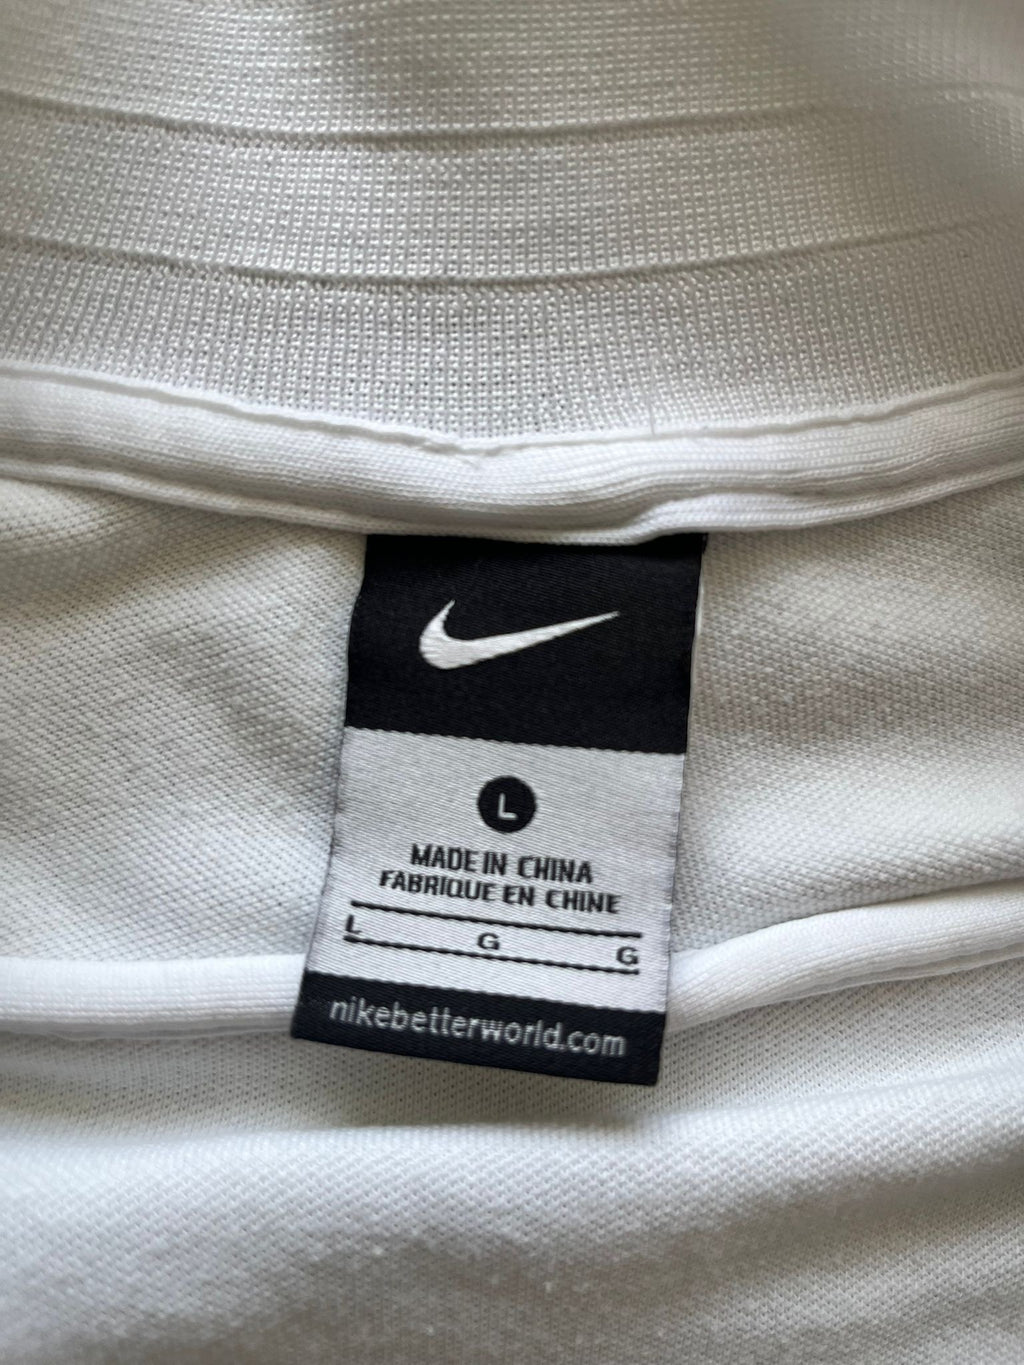 L
MADE IN CHINA
FABRIQUE EN CHINE
L G G
nikebetterworld.com